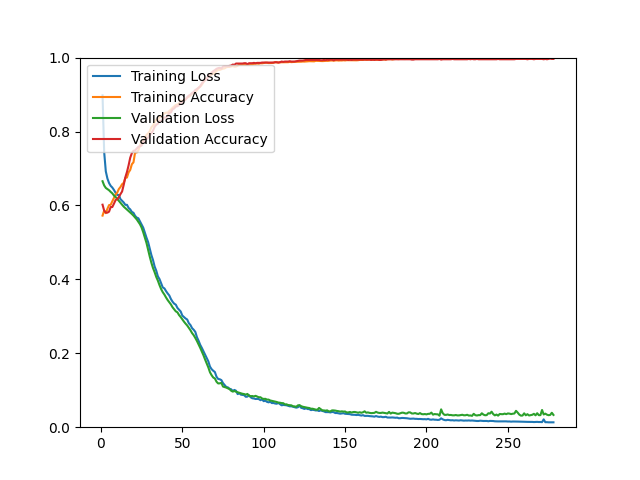 Training Loss
Training Accuracy
Validation Loss
Validation Accuracy
1.0
0.8
0.6
0.4
0.2
0.0
0 50 100 150 200 250